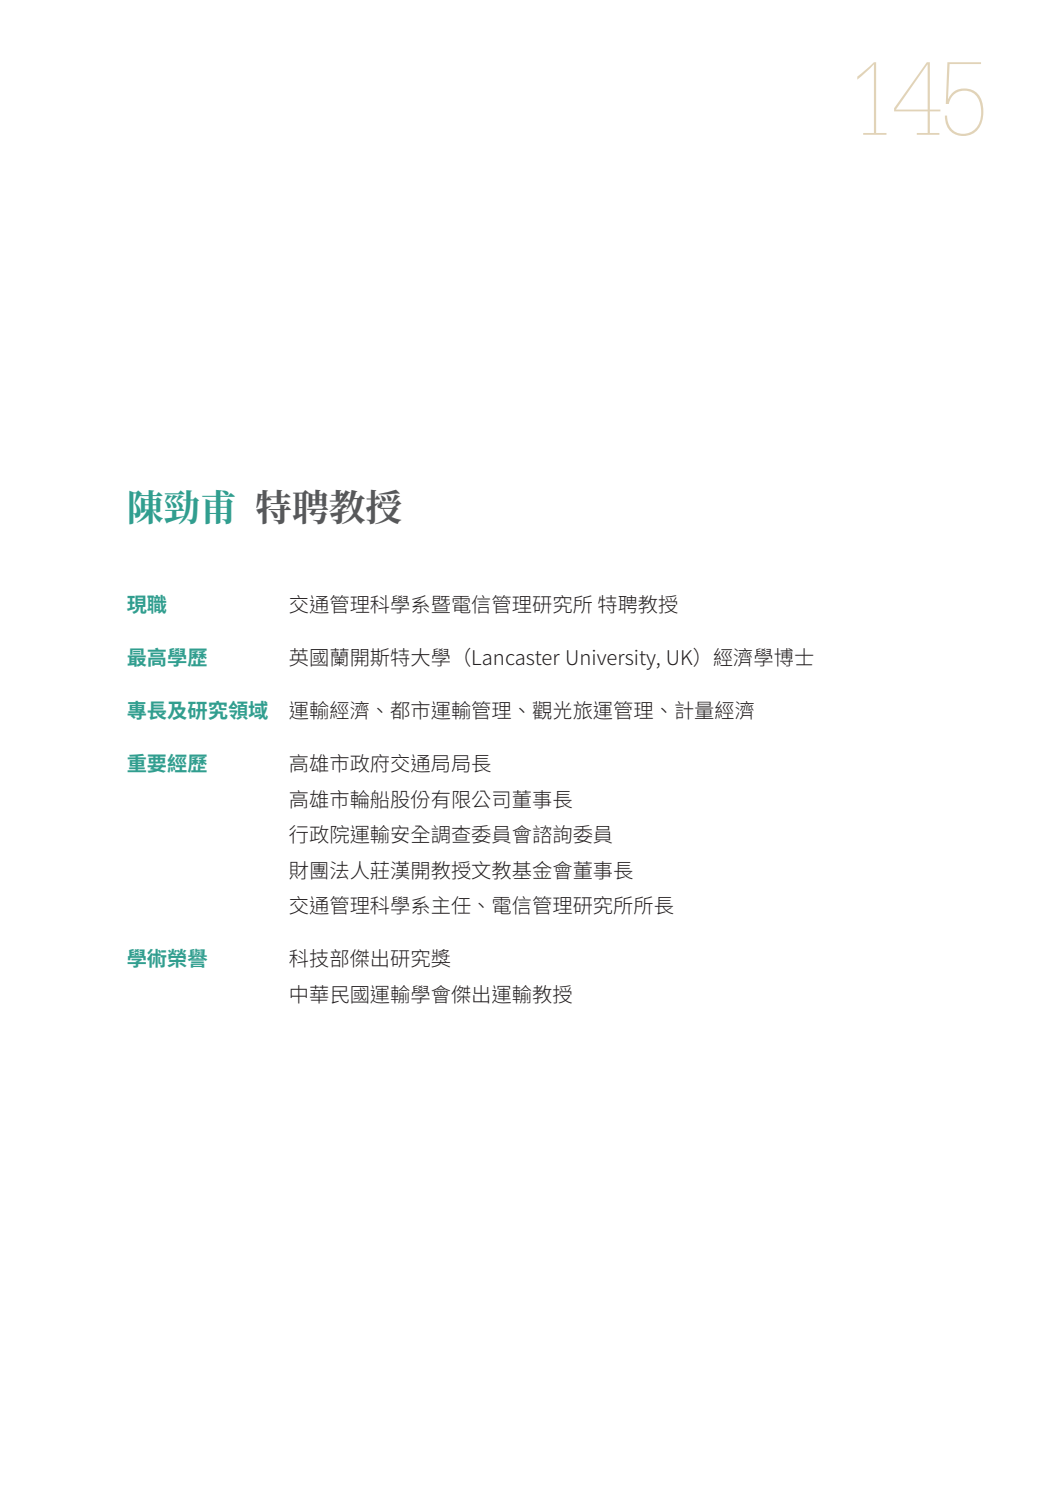 145
陳勁甫 特聘教授
現職 交通管理科學系暨電信管理研究所 特聘教授
最高學歷 英國蘭開斯特大學（Lancaster University, UK）經濟學博士
專長及研究領域 運輸經濟、都市運輸管理、觀光旅運管理、計量經濟
重要經歷 高雄市政府交通局局長
高雄市輪船股份有限公司董事長
行政院運輸安全調查委員會諮詢委員
財團法人莊漢開教授文教基金會董事長
交通管理科學系主任、電信管理研究所所長
學術榮譽 科技部傑出研究獎
中華民國運輸學會傑出運輸教授